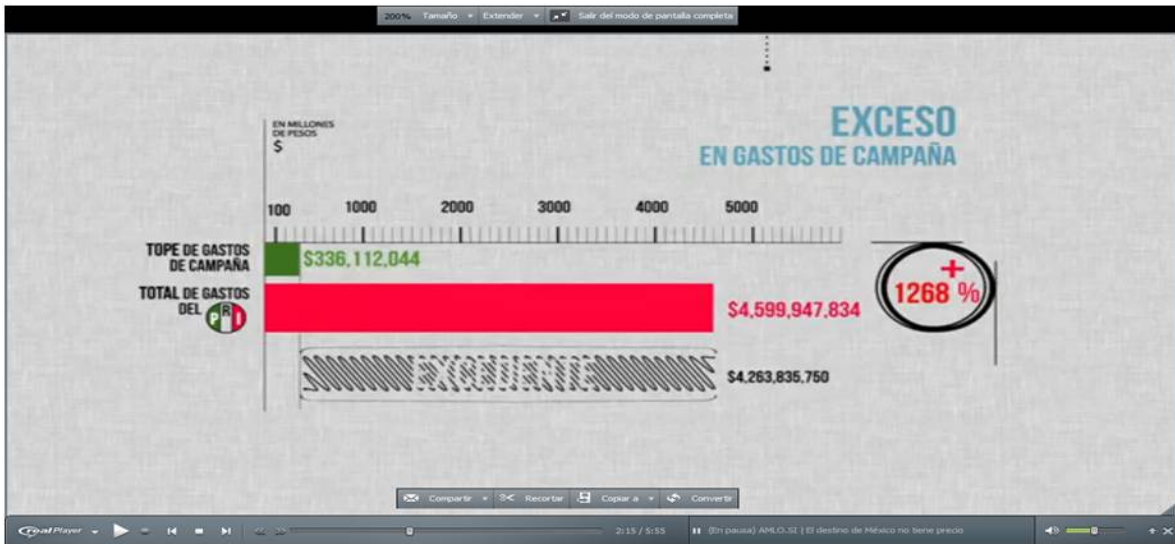 200% Tamaño Extender Salir del modo de pantalla completa
EN MILLONES
DE PESOS
$
EXCESO
EN GASTOS DE CAMPAÑA
100 1000 2000 3000 4000 5000
TOPE DE GASTOS
DE CAMPAÑA
$336,112,044
TOTAL DE GASTOS
DEL PRI
$4,599,947,834
+
1268 %
EXCEDENTE
$4,263,835,750
Compartir Recortar Copiar a Convertir
realPlayer 2:15 / 5:55 (En pausa) AMLO.SI | El destino de México no tiene precio